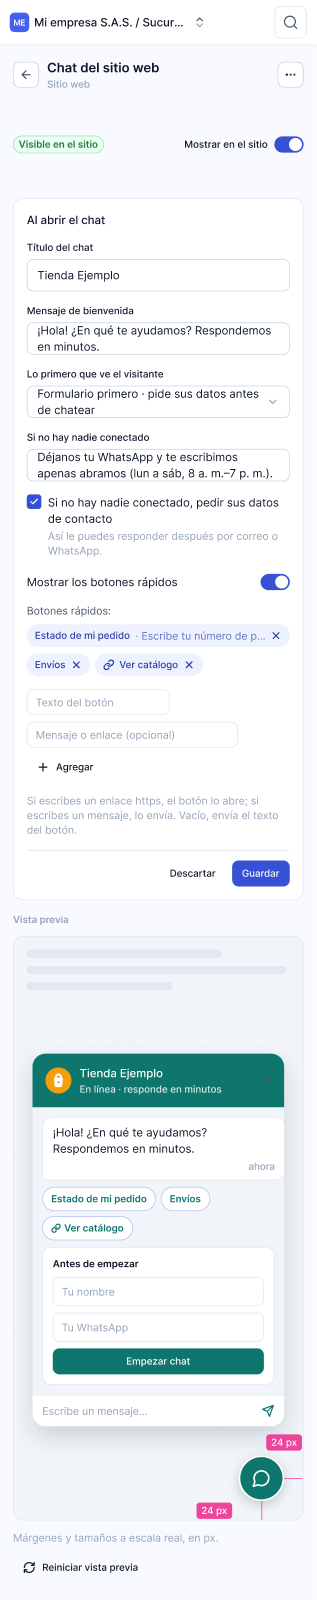 ME Mi empresa S.A.S. / Sucur...
Chat del sitio web
Sitio web
Visible en el sitio
Mostrar en el sitio
Al abrir el chat
Título del chat
Tienda Ejemplo
Mensaje de bienvenida
¡Hola! ¿En qué te ayudamos? Respondemos
en minutos.
Lo primero que ve el visitante
Formulario primero · pide sus datos antes
de chatear
Si no hay nadie conectado
Déjanos tu WhatsApp y te escribimos
apenas abramos (lun a sáb, 8 a. m.–7 p. m.).
Si no hay nadie conectado, pedir sus datos
de contacto
Así le puedes responder después por correo o
WhatsApp.
Mostrar los botones rápidos
Botones rápidos:
Estado de mi pedido · Escribe tu número de p...
Envíos
Ver catálogo
Texto del botón
Mensaje o enlace (opcional)
Agregar
Si escribes un enlace https, el botón lo abre; si
escribes un mensaje, lo envía. Vacío, envía el texto
del botón.
Descartar
Guardar
Vista previa
Tienda Ejemplo
En línea · responde en minutos
¡Hola! ¿En qué te ayudamos?
Respondemos en minutos.
ahora
Estado de mi pedido
Envíos
Ver catálogo
Antes de empezar
Tu nombre
Tu WhatsApp
Empezar chat
Escribe un mensaje...
24 px
24 px
Márgenes y tamaños a escala real, en px.
Reiniciar vista previa